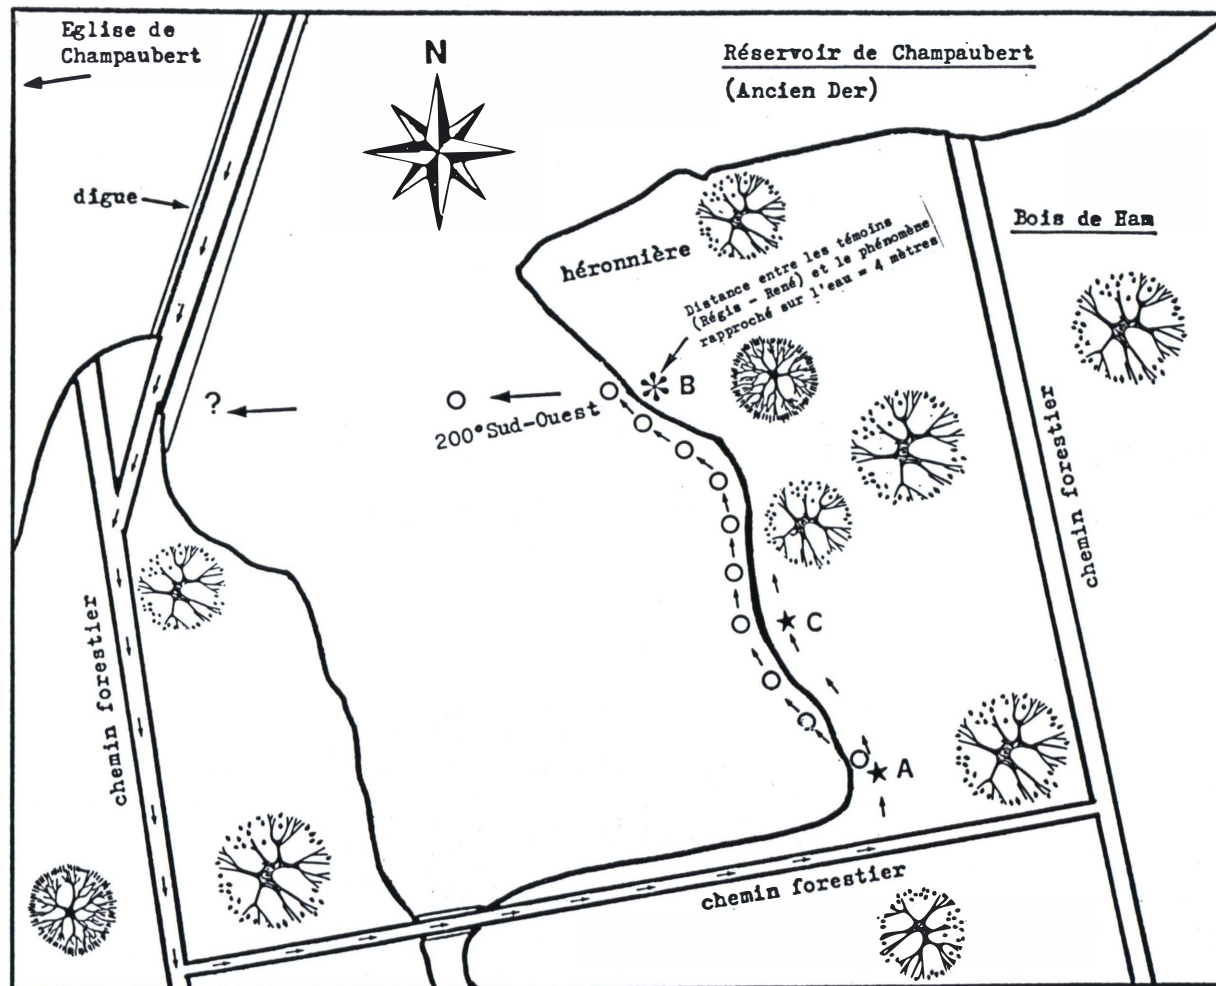 Eglise de
Champaubert
N
Réservoir de Champaubert
(Ancien Der)
digue
Bois de Ham
héronnière
Distance entre les témoins
(Régis - René) et le phénomène
rapproché sur l'eau = 4 mètres
B
?
200° Sud-Ouest
chemin forestier
C
chemin forestier
A
chemin forestier